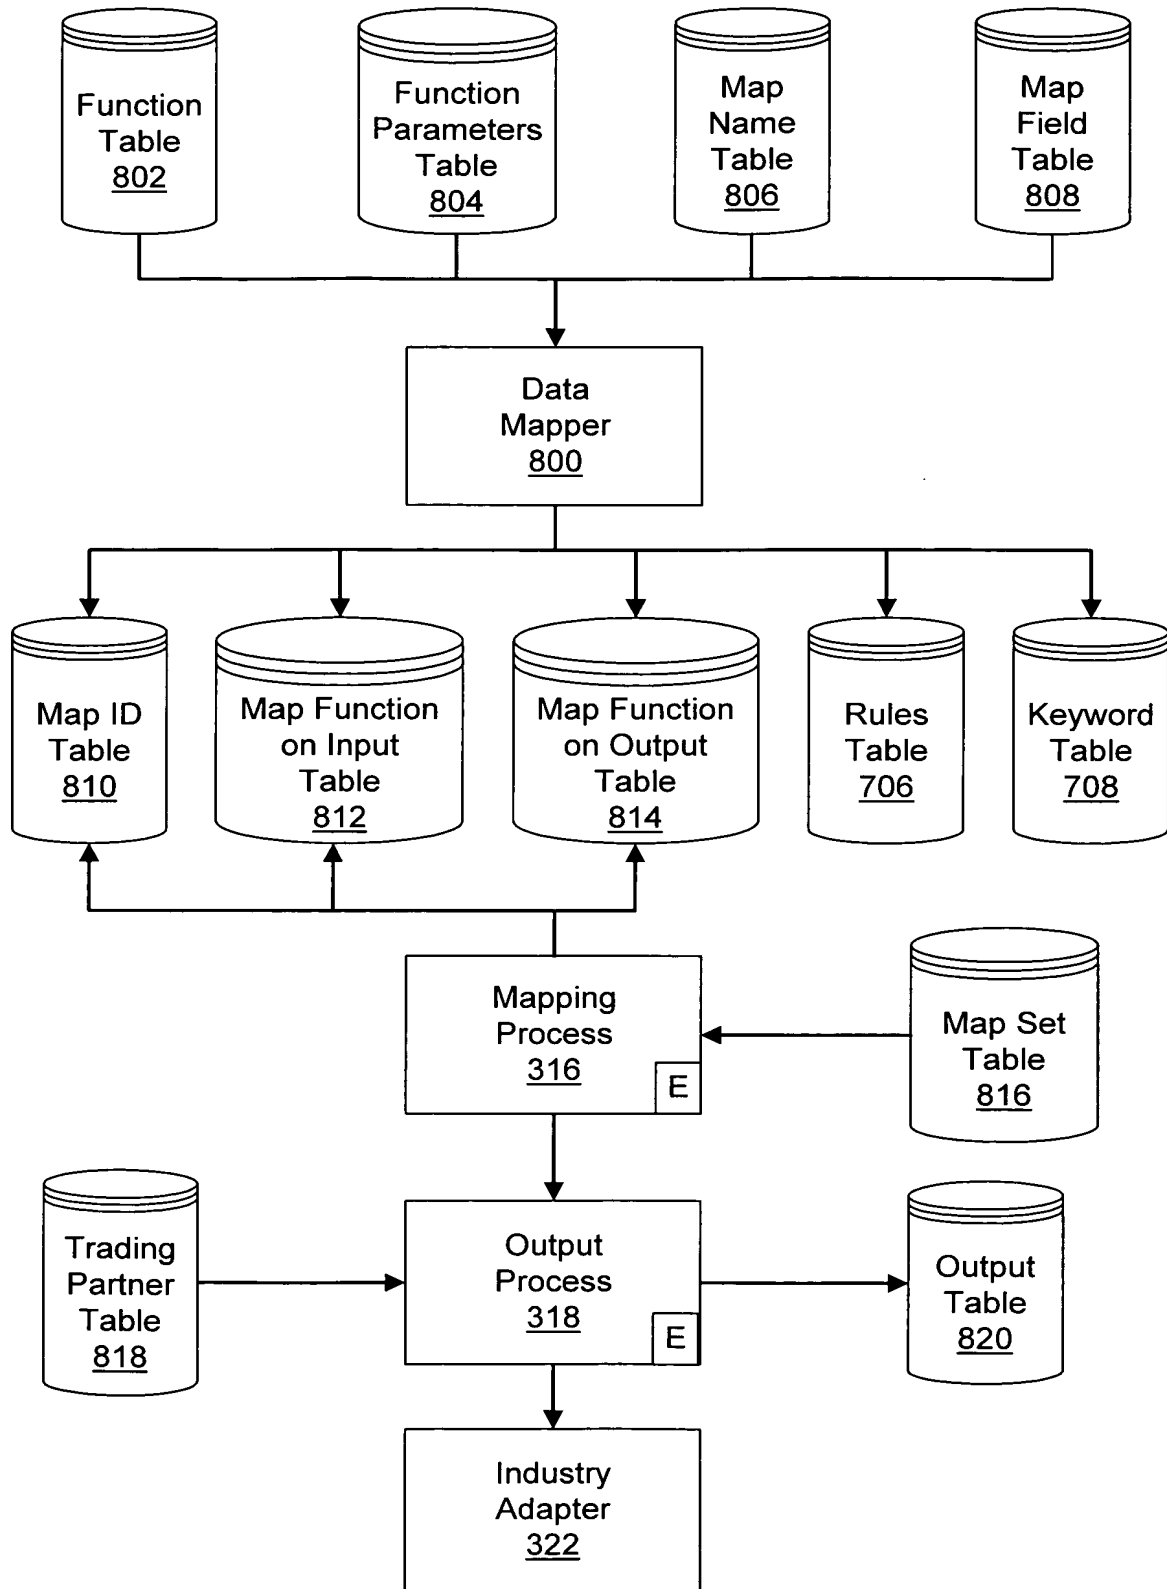 Function
Table
802
Function
Parameters
Table
804
Map
Name
Table
806
Map
Field
Table
808
Data
Mapper
800
Map ID
Table
810
Map Function
on Input
Table
812
Map Function
on Output
Table
814
Rules
Table
706
Keyword
Table
708
Mapping
Process
316
E
Map Set
Table
816
Trading
Partner
Table
818
Output
Process
318
E
Output
Table
820
Industry
Adapter
322